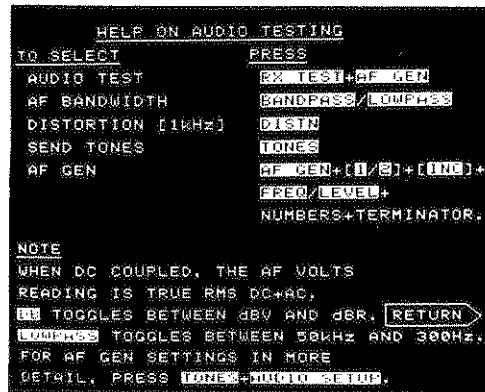 HELP ON AUDIO TESTING
TO SELECT PRESS
AUDIO TEST RX TEST+AF GEN
AF BANDWIDTH BANDPASS/LOWPASS
DISTORTION [1kHz] DISTN
SEND TONES TONES
AF GEN AF GEN+[1/2]+[INC]+
FREQ/LEVEL+
NUMBERS+TERMINATOR.
NOTE
WHEN DC COUPLED, THE AF VOLTS
READING IS TRUE RMS DC+AC.
TOGGLES BETWEEN dBV AND dBR. RETURN
LOWPASS TOGGLES BETWEEN 50kHz AND 300Hz.
FOR AF GEN SETTINGS IN MORE
DETAIL, PRESS TONES+AUDIO SETUP.